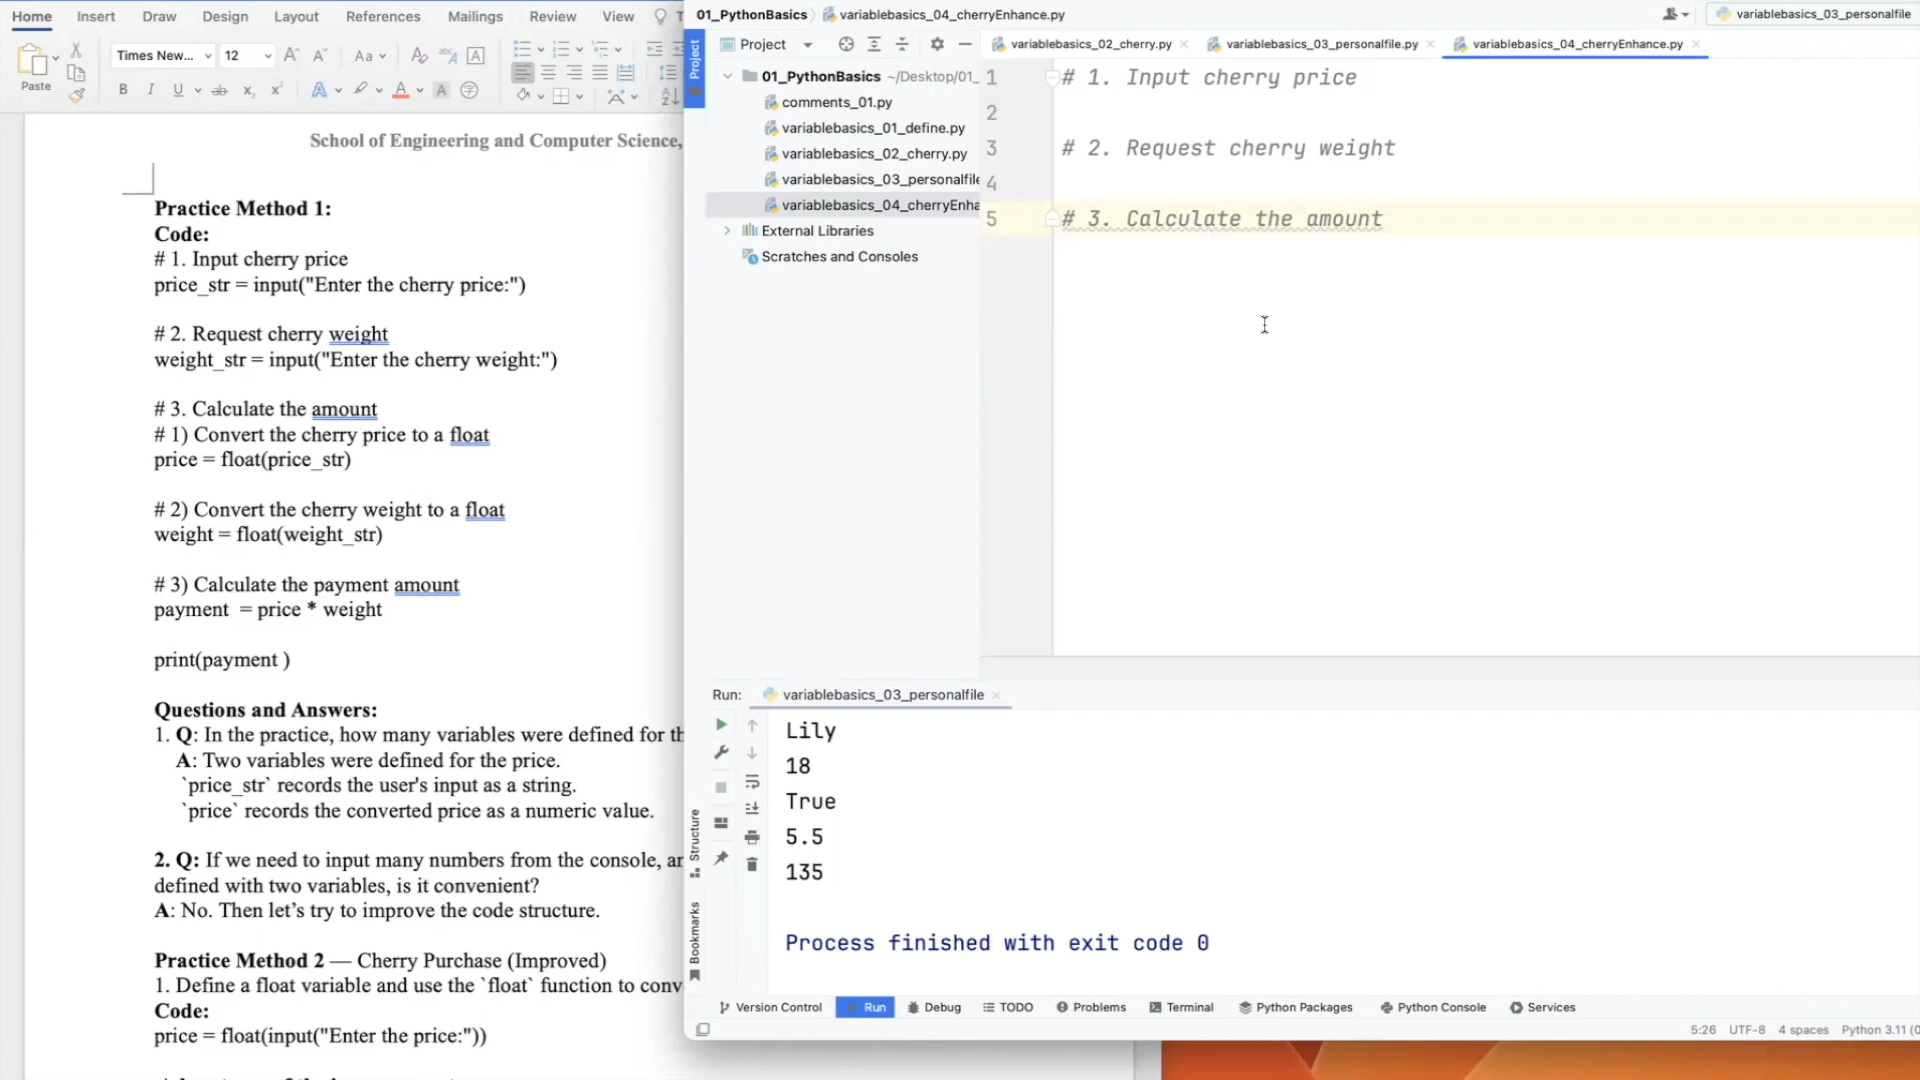 Home Insert Draw Design Layout References Mailings Review View
Times New... 12 Aa
Paste
B I U ab x x A A A
School of Engineering and Computer Science,
Practice Method 1:
Code:
# 1. Input cherry price
price_str = input("Enter the cherry price:")
# 2. Request cherry weight
weight_str = input("Enter the cherry weight:")
# 3. Calculate the amount
# 1) Convert the cherry price to a float
price = float(price_str)
# 2) Convert the cherry weight to a float
weight = float(weight_str)
# 3) Calculate the payment amount
payment  = price * weight
print(payment )
Questions and Answers:
1. Q: In the practice, how many variables were defined for th
A: Two variables were defined for the price.
`price_str` records the user's input as a string.
`price` records the converted price as a numeric value.
2. Q: If we need to input many numbers from the console, an
defined with two variables, is it convenient?
A: No. Then let’s try to improve the code structure.
Practice Method 2 — Cherry Purchase (Improved)
1. Define a float variable and use the `float` function to conv
Code:
price = float(input("Enter the price:"))
01_PythonBasics variablebasics_04_cherryEnhance.py variablebasics_03_personalfile
Project variablebasics_02_cherry.py variablebasics_03_personalfile.py variablebasics_04_cherryEnhance.py
Project
01_PythonBasics ~/Desktop/01_
comments_01.py
variablebasics_01_define.py
variablebasics_02_cherry.py
variablebasics_03_personalfile
variablebasics_04_cherryEnha
External Libraries
Scratches and Consoles
1 # 1. Input cherry price
2
3 # 2. Request cherry weight
4
5 # 3. Calculate the amount
Run: variablebasics_03_personalfile
Lily
18
True
5.5
135
Process finished with exit code 0
Structure
Bookmarks
Version Control Run Debug TODO Problems Terminal Python Packages Python Console Services
5:26 UTF-8 4 spaces Python 3.11 (0